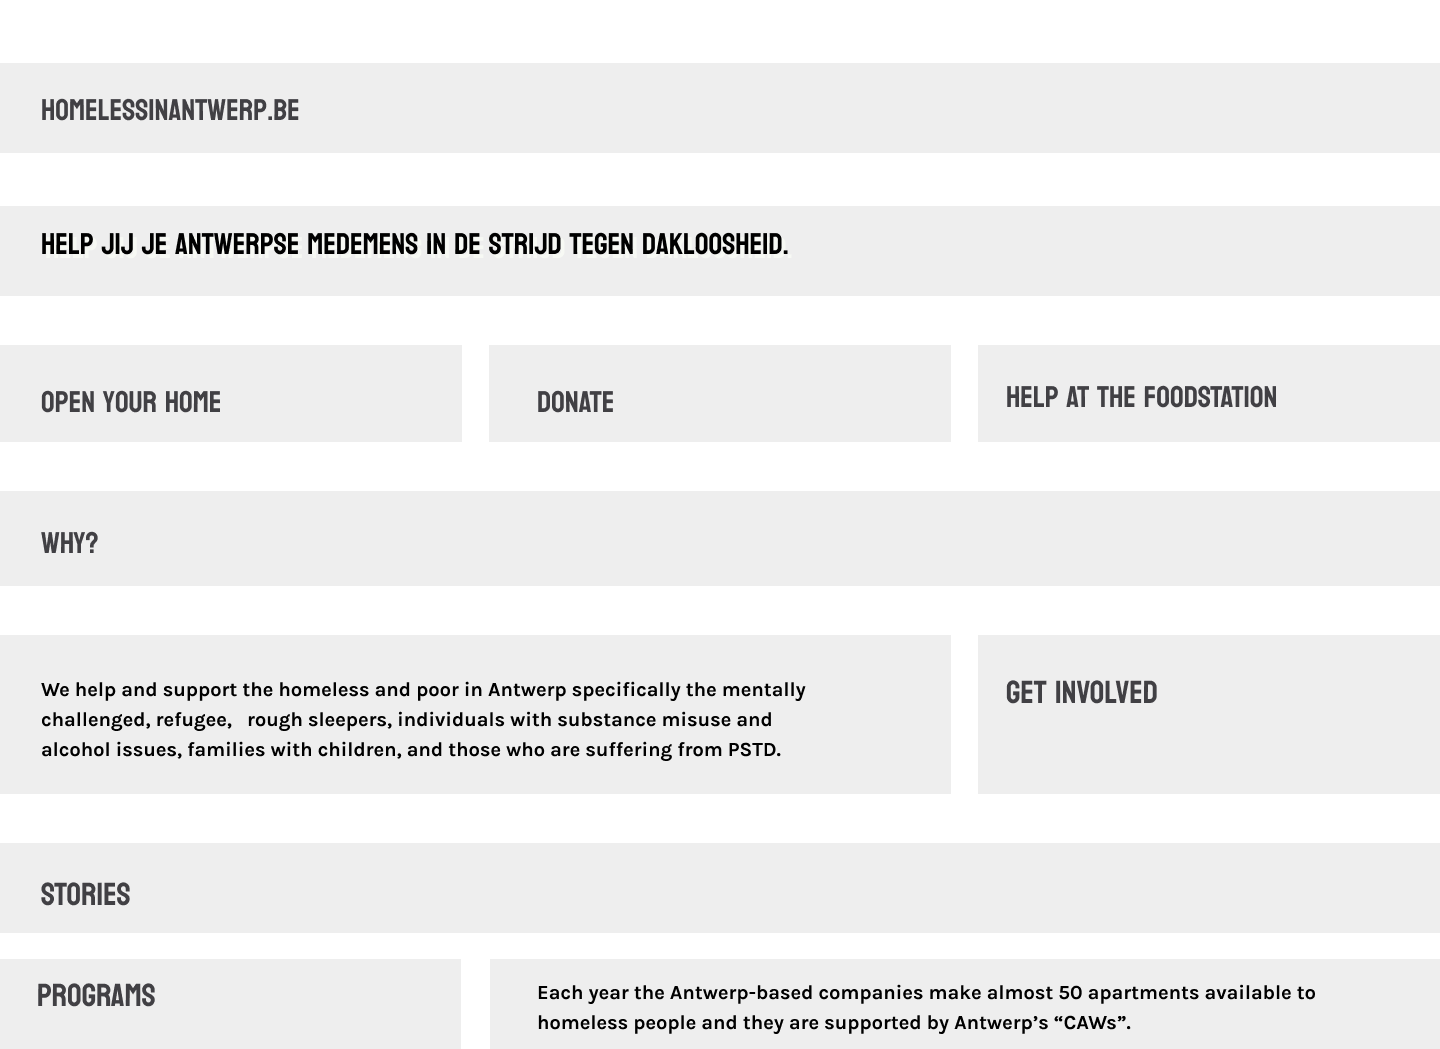 HOMELESSINANTWERP.BE
HELP JIJ JE ANTWERPSE MEDEMENS IN DE STRIJD TEGEN DAKLOOSHEID.
OPEN YOUR HOME
DONATE
HELP AT THE FOODSTATION
WHY?
We help and support the homeless and poor in Antwerp specifically the mentally
challenged, refugee,  rough sleepers, individuals with substance misuse and
alcohol issues, families with children, and those who are suffering from PSTD.
GET INVOLVED
STORIES
PROGRAMS
Each year the Antwerp-based companies make almost 50 apartments available to
homeless people and they are supported by Antwerp’s “CAWs”.